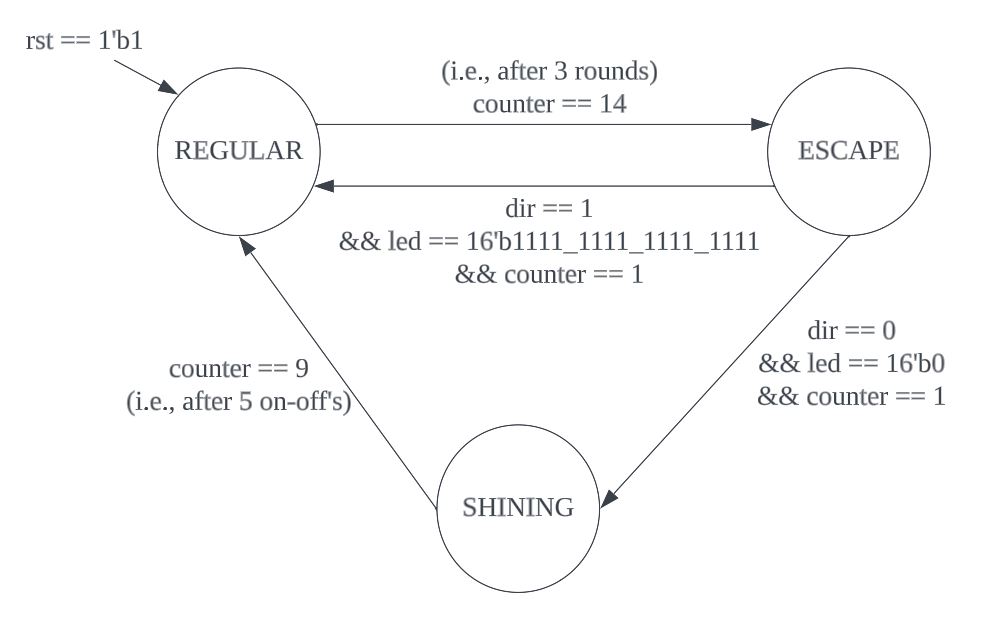 rst == 1'b1
(i.e., after 3 rounds)
counter == 14
REGULAR
ESCAPE
dir == 1
&& led == 16'b1111_1111_1111_1111
&& counter == 1
dir == 0
&& led == 16'b0
&& counter == 1
counter == 9
(i.e., after 5 on-off's)
SHINING